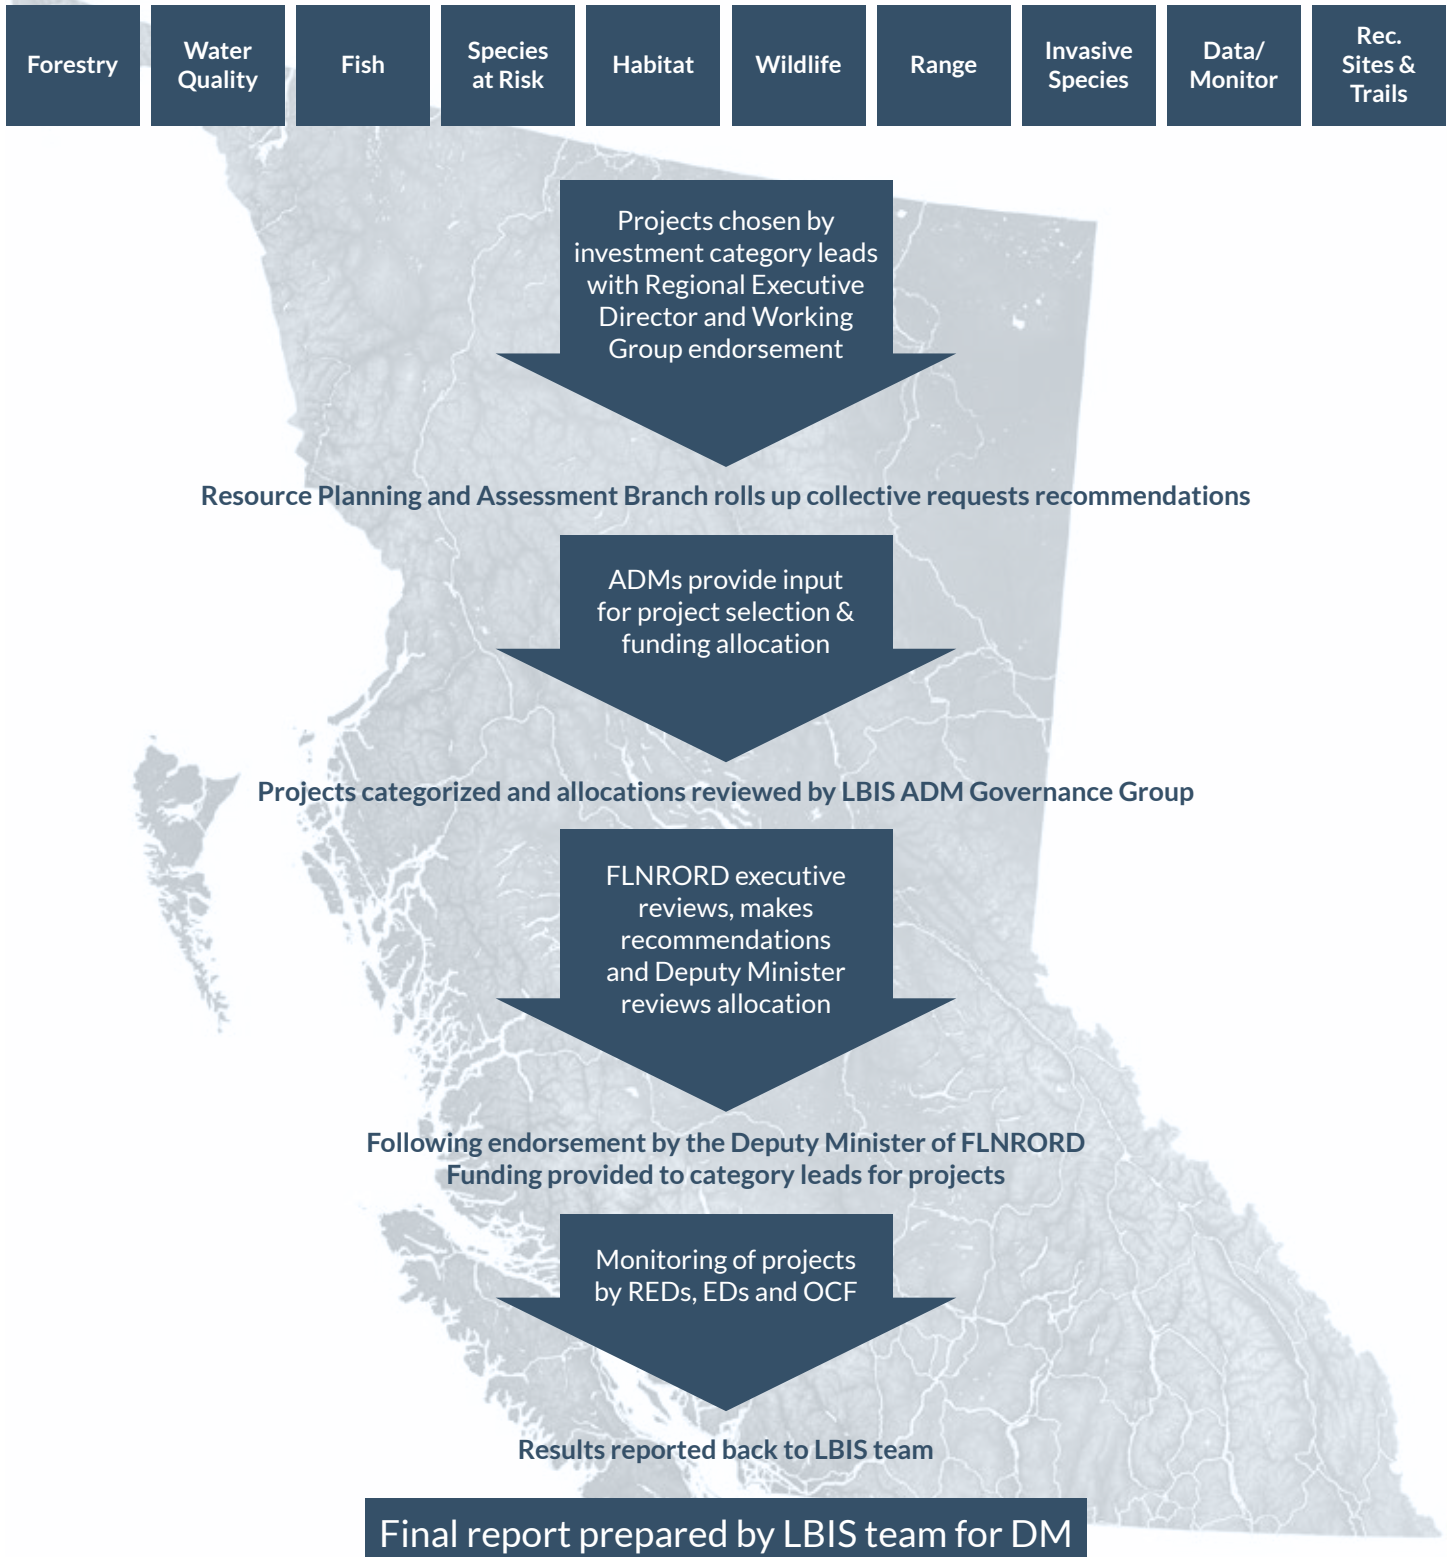 Forestry
Water
Quality
Fish
Species
at Risk
Habitat
Wildlife
Range
Invasive
Species
Data/
Monitor
Rec.
Sites &
Trails
Projects chosen by
investment category leads
with Regional Executive
Director and Working
Group endorsement
Resource Planning and Assessment Branch rolls up collective requests recommendations
ADMs provide input
for project selection &
funding allocation
Projects categorized and allocations reviewed by LBIS ADM Governance Group
FLNRORD executive
reviews, makes
recommendations
and Deputy Minister
reviews allocation
Following endorsement by the Deputy Minister of FLNRORD
Funding provided to category leads for projects
Monitoring of projects
by REDs, EDs and OCF
Results reported back to LBIS team
Final report prepared by LBIS team for DM